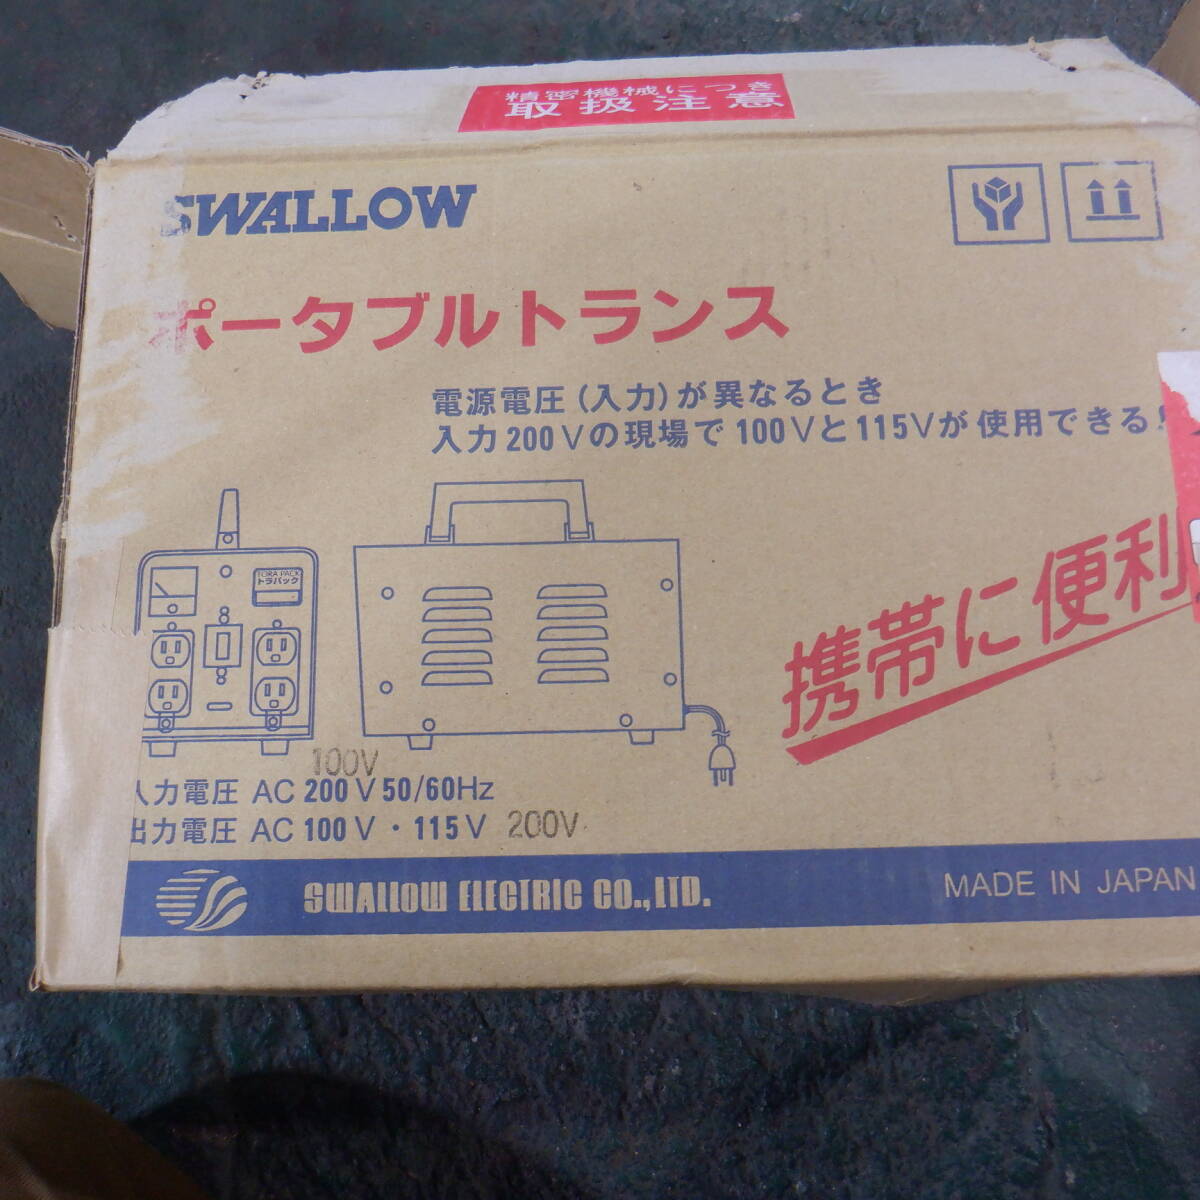 精密機械につき
取扱注意
SWALLOW
ポータブルトランス
電源電圧(入力)が異なるとき
入力200Vの現場で100Vと115Vが使用できる!
TORA PACK
トラパック
携帯に便利
100V
入力電圧 AC 200V 50/60Hz
出力電圧 AC 100V・115V 200V
SWALLOW ELECTRIC CO.,LTD.
MADE IN JAPAN